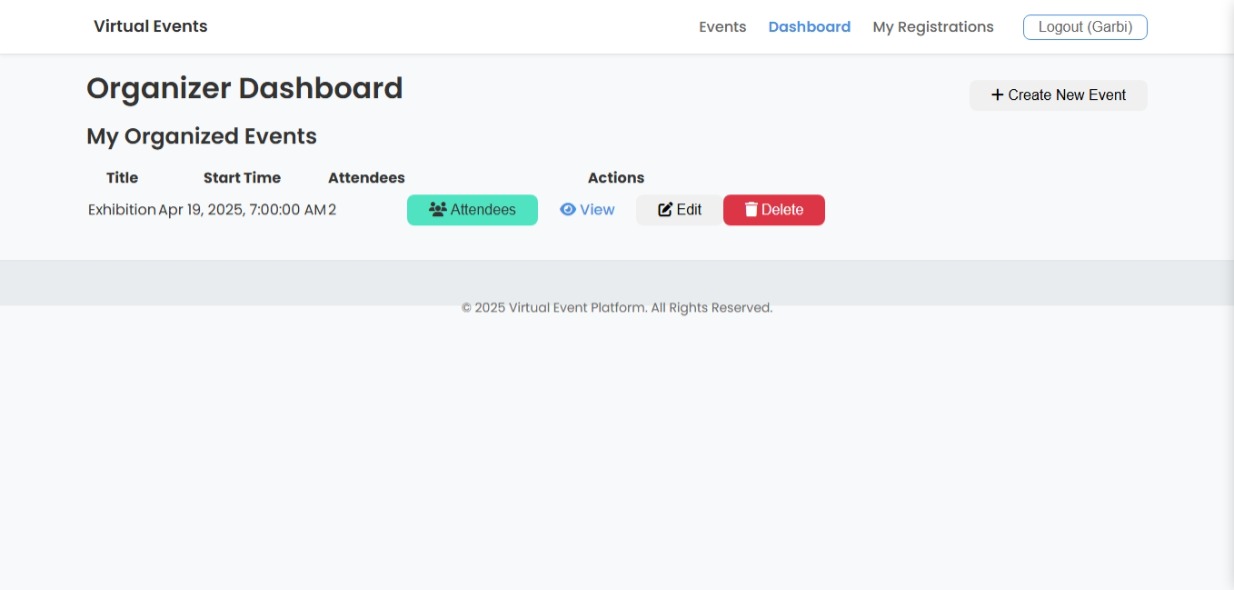 Virtual Events Events Dashboard My Registrations Logout (Garbi)
Organizer Dashboard
+ Create New Event
My Organized Events
Title Start Time Attendees Actions
Exhibition Apr 19, 2025, 7:00:00 AM 2 Attendees View Edit Delete
© 2025 Virtual Event Platform. All Rights Reserved.